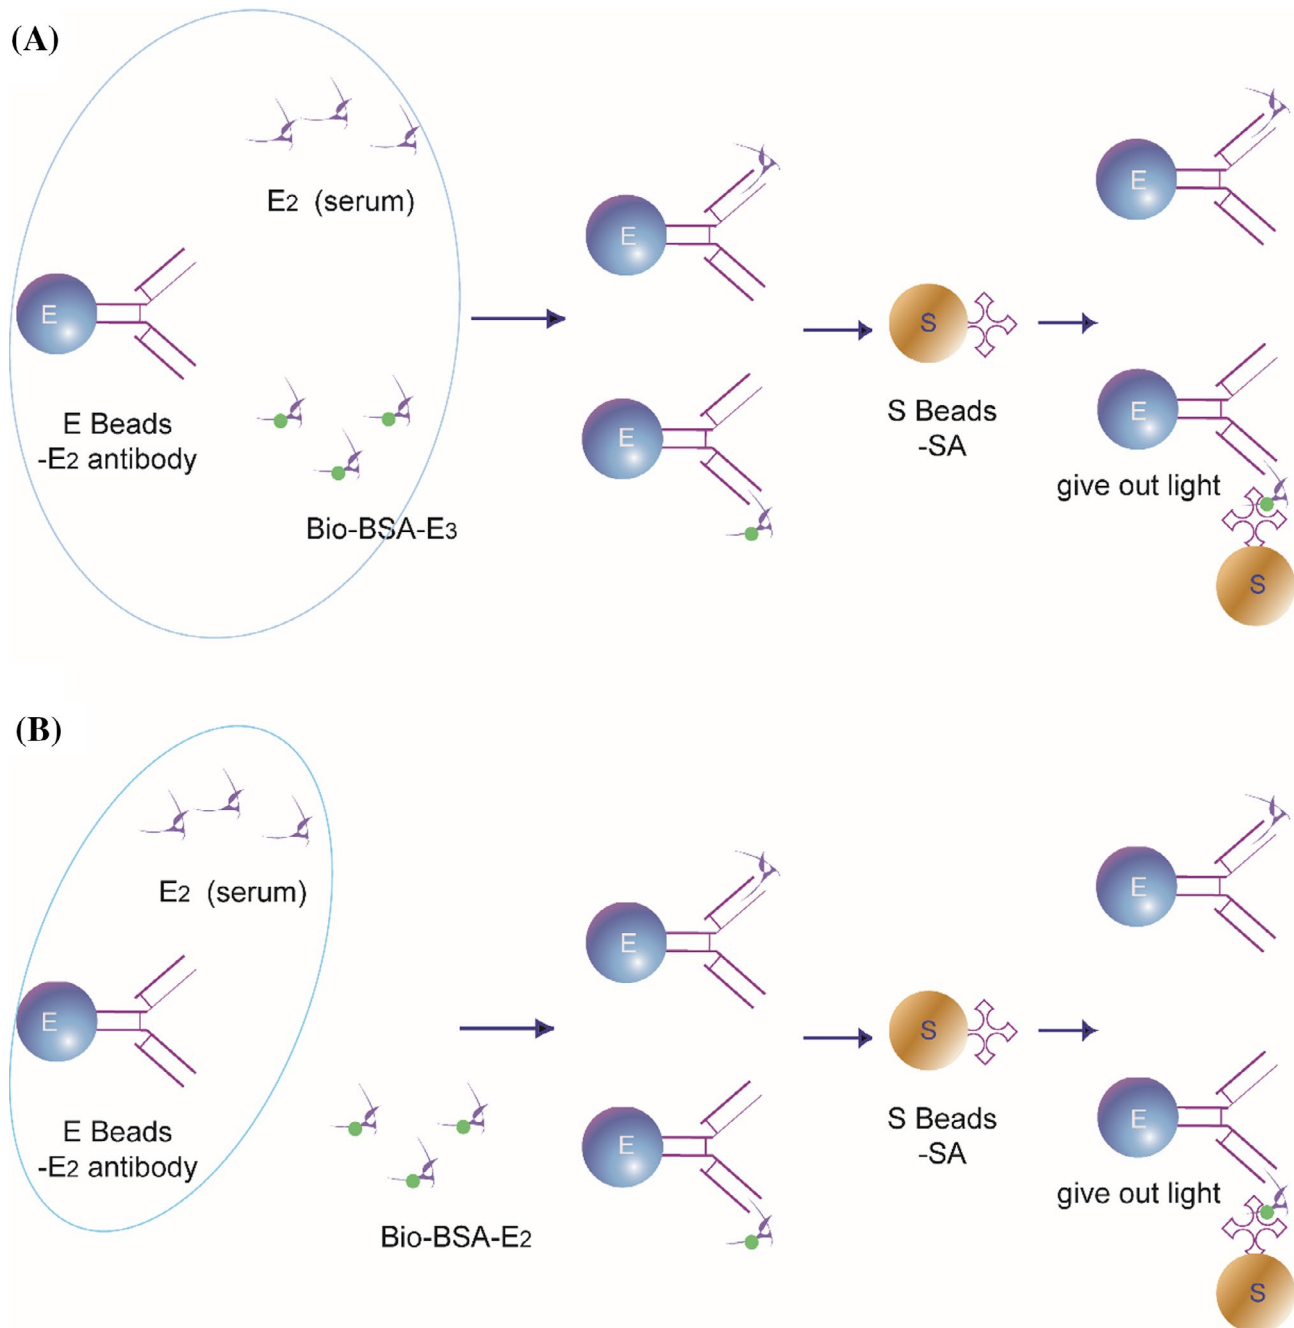 (A)
E2 (serum)
E
E
E
E Beads
-E2 antibody
Bio-BSA-E3
E
S
S Beads
-SA
E
give out light
S
(B)
E2 (serum)
E
E
E
E Beads
-E2 antibody
Bio-BSA-E2
E
S
S Beads
-SA
E
give out light
S